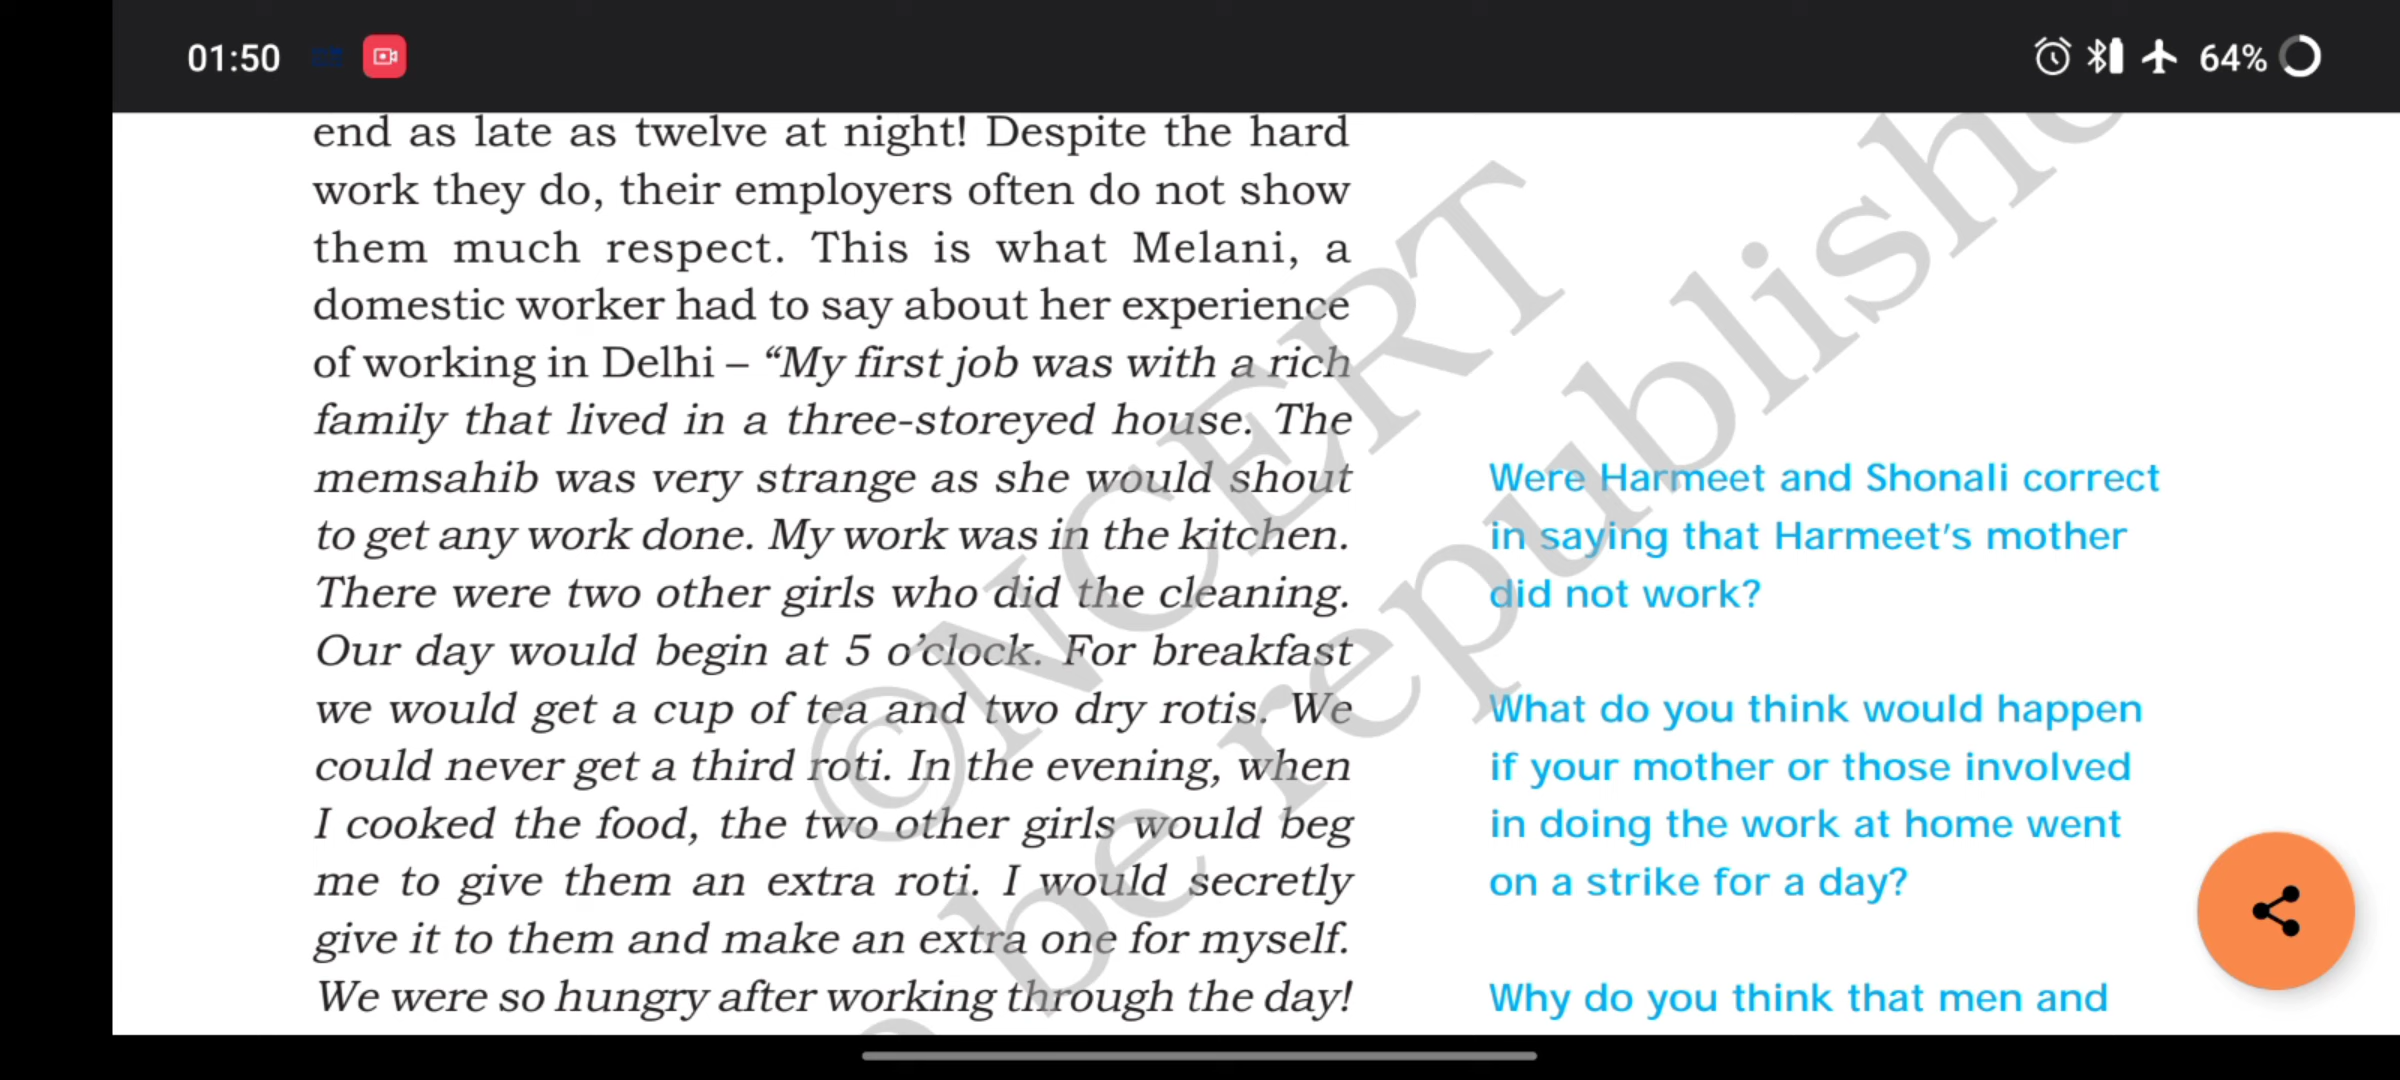 01:50
64%
end as late as twelve at night! Despite the hard
work they do, their employers often do not show
them much respect. This is what Melani, a
domestic worker had to say about her experience
of working in Delhi – “My first job was with a rich
family that lived in a three-storeyed house. The
memsahib was very strange as she would shout
to get any work done. My work was in the kitchen.
There were two other girls who did the cleaning.
Our day would begin at 5 o’clock. For breakfast
we would get a cup of tea and two dry rotis. We
could never get a third roti. In the evening, when
I cooked the food, the two other girls would beg
me to give them an extra roti. I would secretly
give it to them and make an extra one for myself.
We were so hungry after working through the day!
Were Harmeet and Shonali correct
in saying that Harmeet’s mother
did not work?
What do you think would happen
if your mother or those involved
in doing the work at home went
on a strike for a day?
Why do you think that men and
©NCERT
be republishe